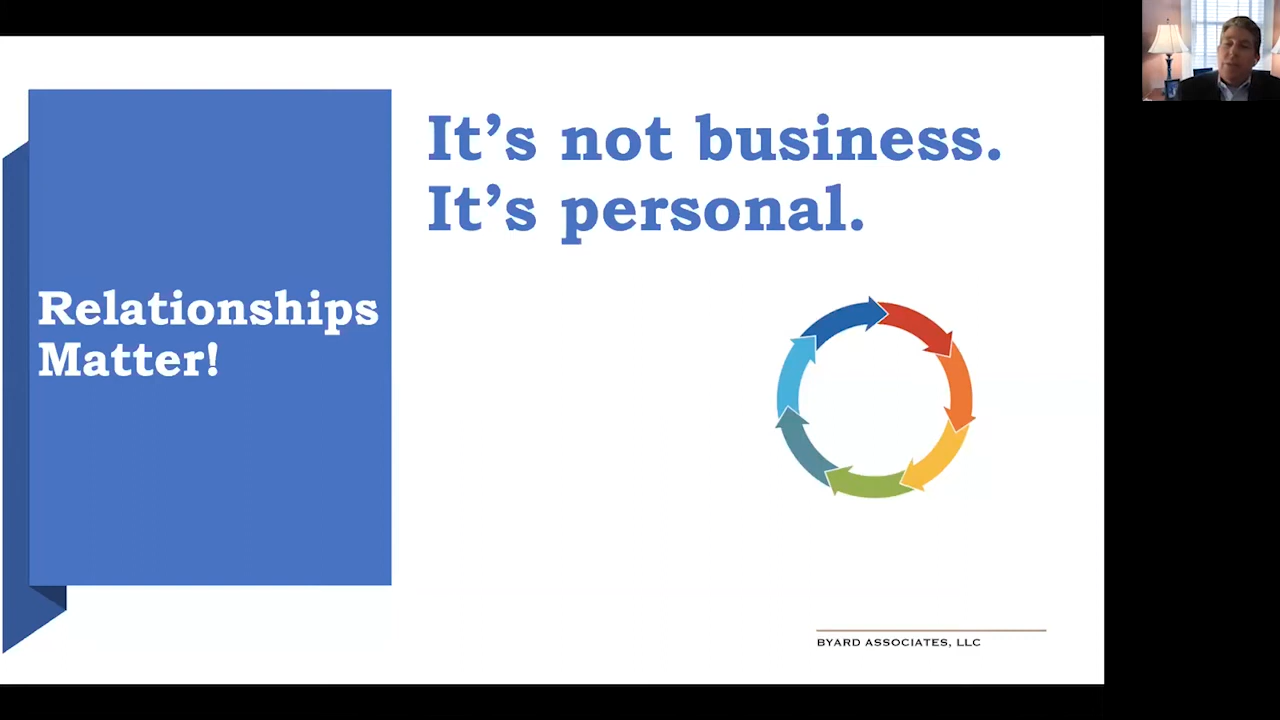 It’s not business.
It’s personal.
Relationships
Matter!
BYARD ASSOCIATES, LLC